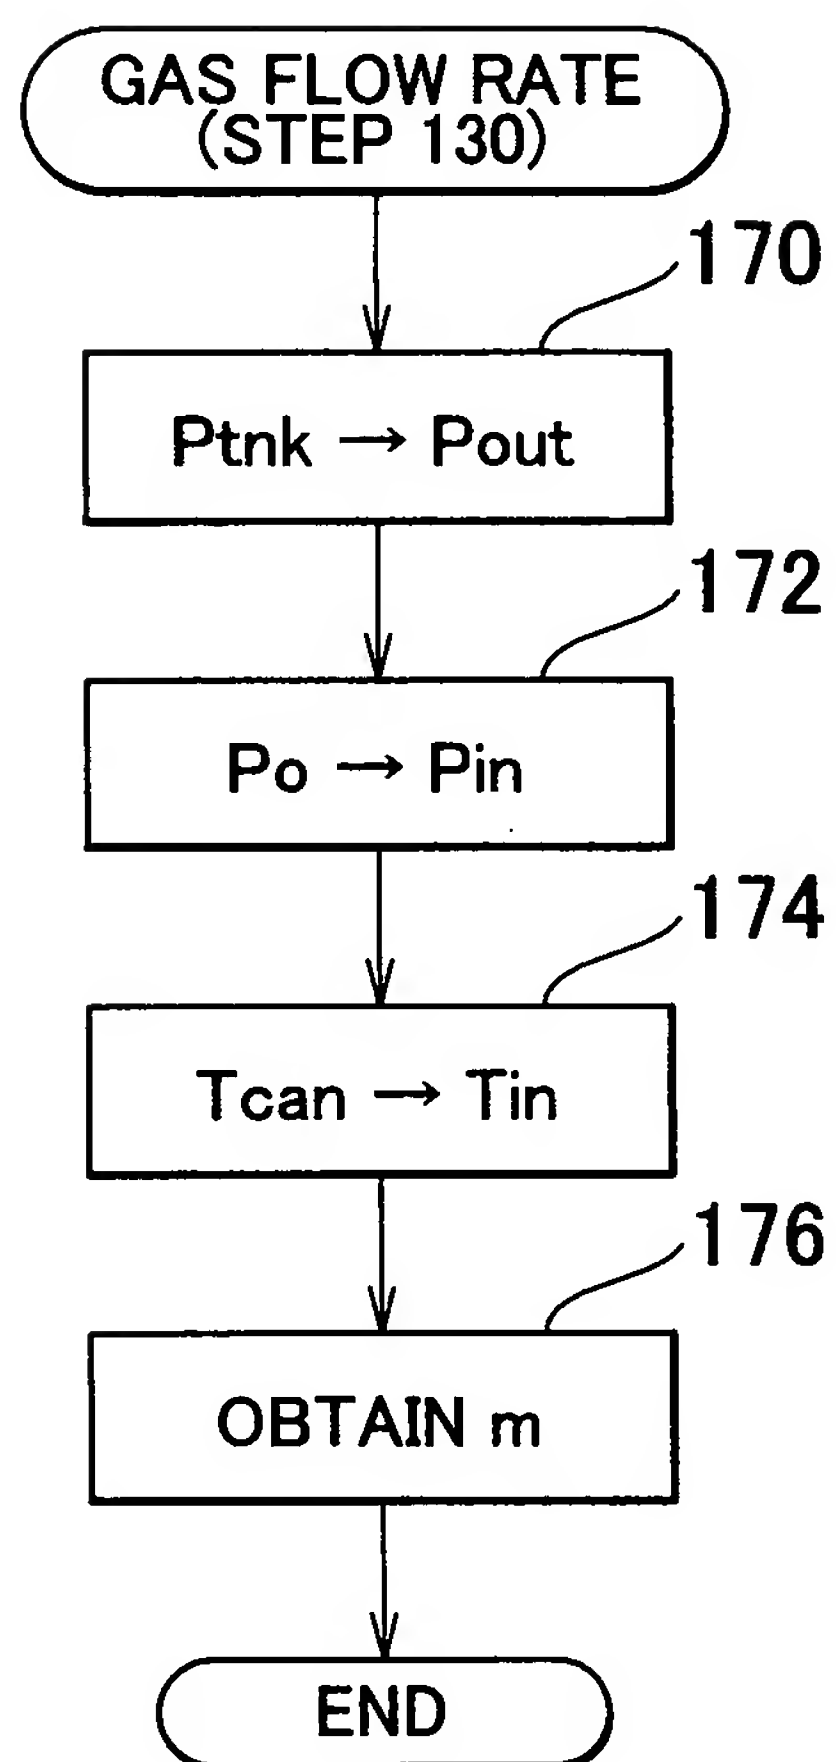 GAS FLOW RATE
(STEP 130)
170
Ptnk → Pout
172
Po → Pin
174
Tcan → Tin
176
OBTAIN m
END